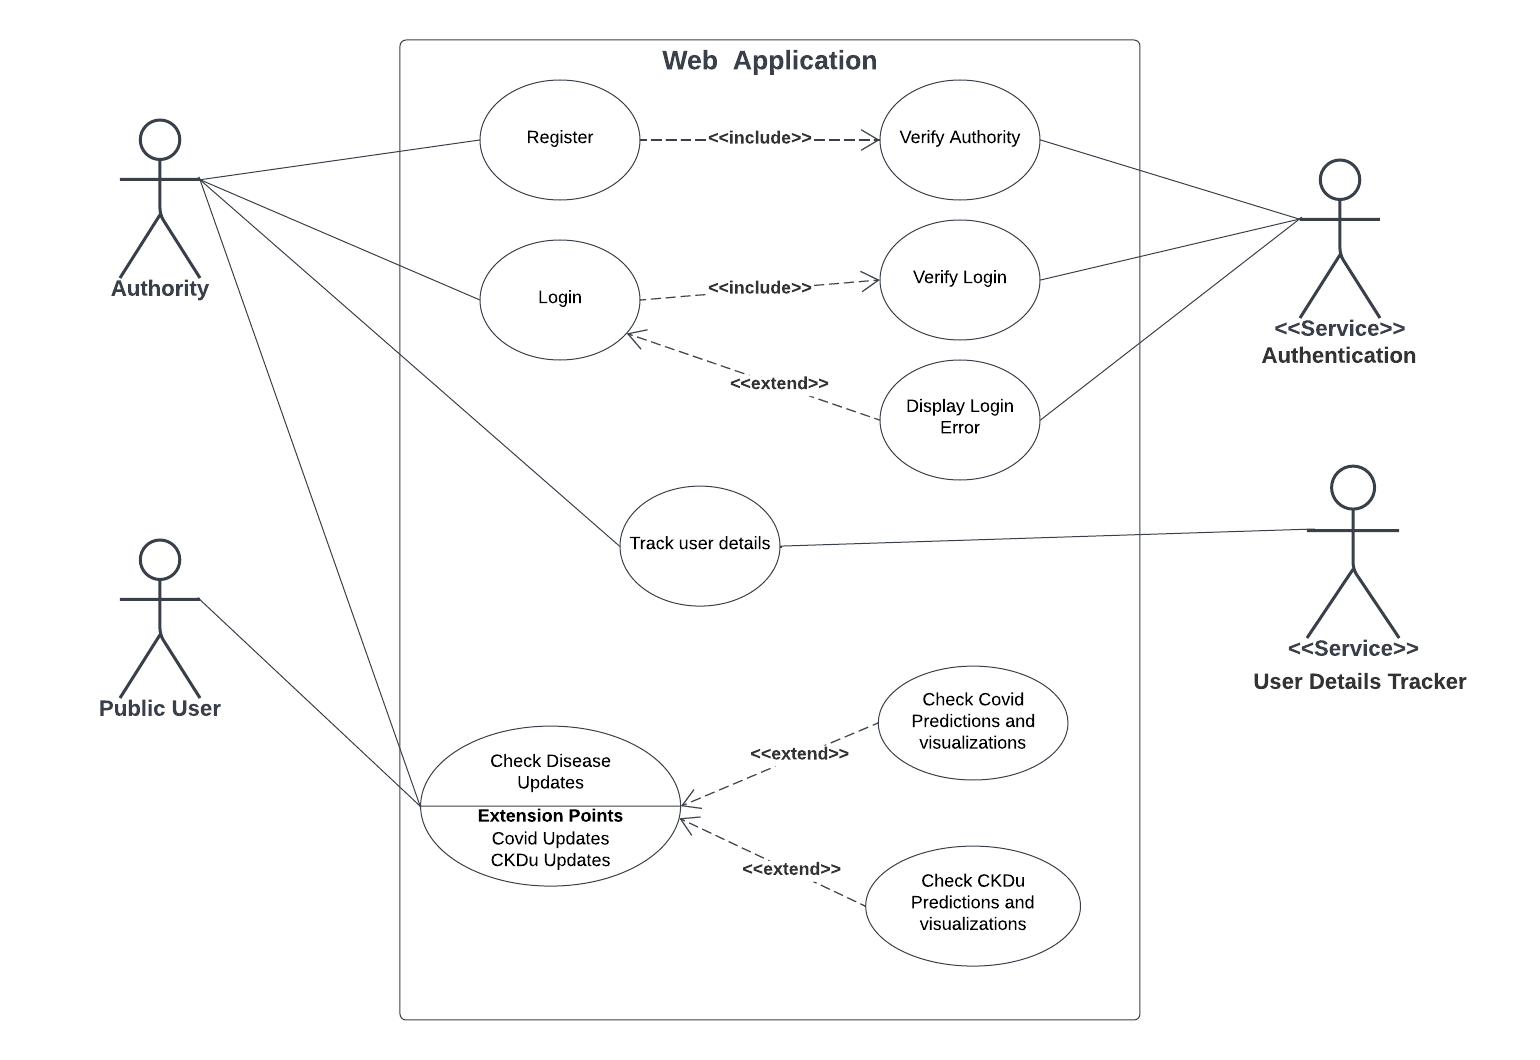 Web Application
Register
<<include>>
Verify Authority
Authority
Login
<<include>>
Verify Login
<<extend>>
Display Login
Error
<<Service>>
Authentication
Track user details
<<Service>>
User Details Tracker
Public User
Check Disease
Updates
Extension Points
Covid Updates
CKDu Updates
<<extend>>
Check Covid
Predictions and
visualizations
<<extend>>
Check CKDu
Predictions and
visualizations